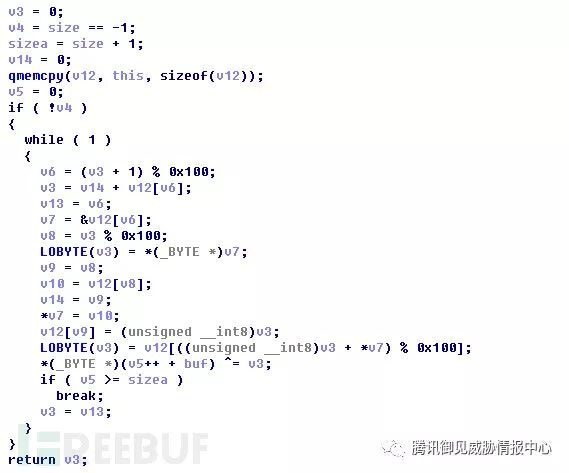 v3 = 0;
v4 = size == -1;
sizea = size + 1;
v14 = 0;
qmemcpy(v12, this, sizeof(v12));
v5 = 0;
if ( !v4 )
{
  while ( 1 )
  {
    v6 = (v3 + 1) % 0x100;
    v3 = v14 + v12[v6];
    v13 = v6;
    v7 = &v12[v6];
    v8 = v3 % 0x100;
    LOBYTE(v3) = *(_BYTE *)v7;
    v9 = v8;
    v10 = v12[v8];
    v14 = v9;
    *v7 = v10;
    v12[v9] = (unsigned __int8)v3;
    LOBYTE(v3) = v12[((unsigned __int8)v3 + *v7) % 0x100];
    *(_BYTE *)(v5++ + buf) ^= v3;
    if ( v5 >= sizea )
      break;
    v3 = v13;
  }
}
return v3;
REEBUF
腾讯御见威胁情报中心